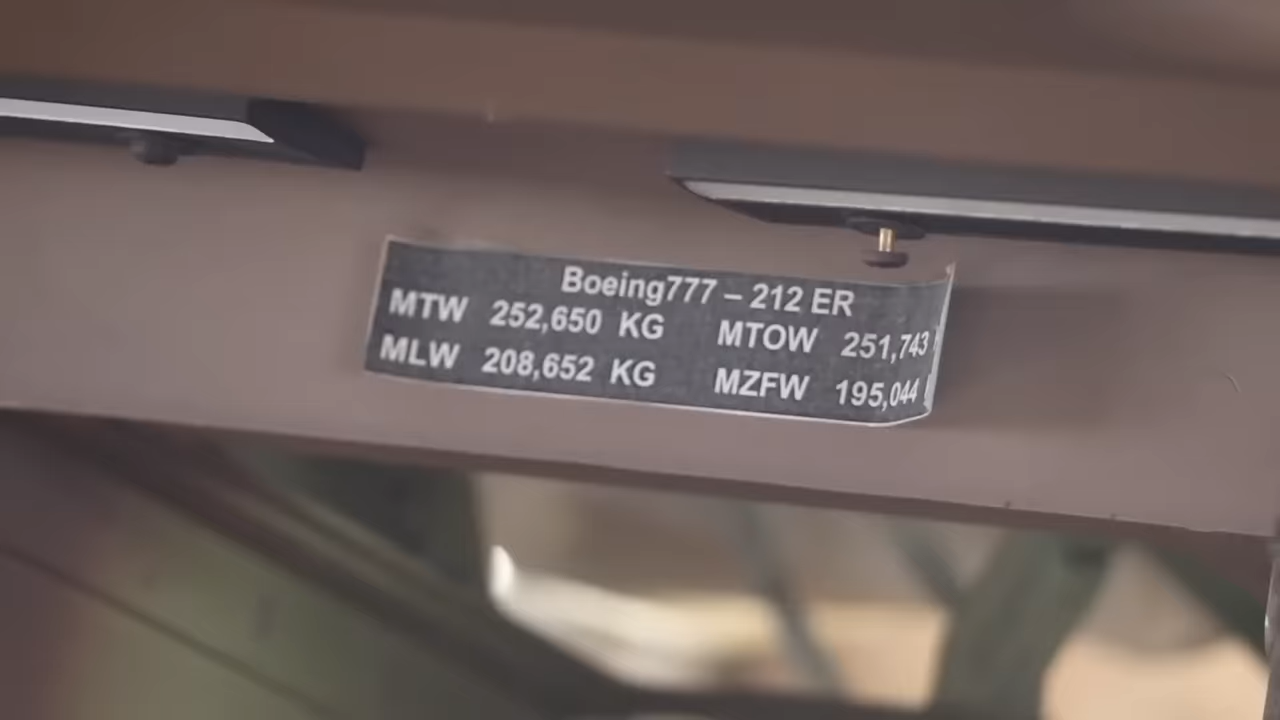 Boeing777 – 212 ER
MTW 252,650 KG MTOW 251,743
MLW 208,652 KG MZFW 195,044